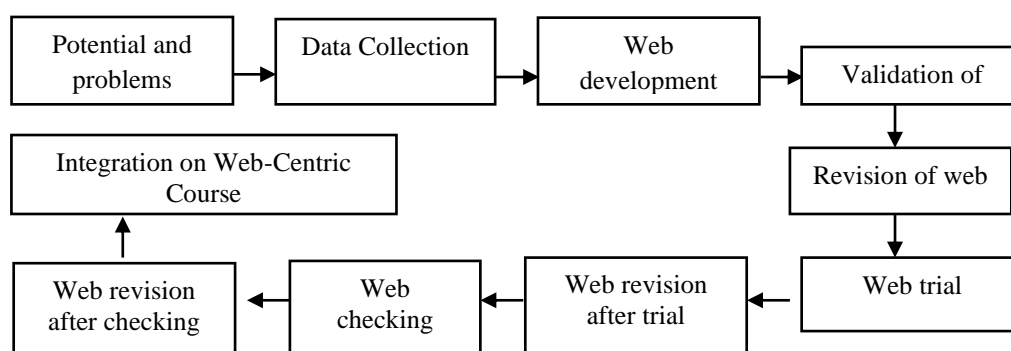 Potential and
problems
Data Collection
Web
development
Validation of
Revision of web
Web trial
Web revision
after trial
Web
checking
Web revision
after checking
Integration on Web-Centric
Course